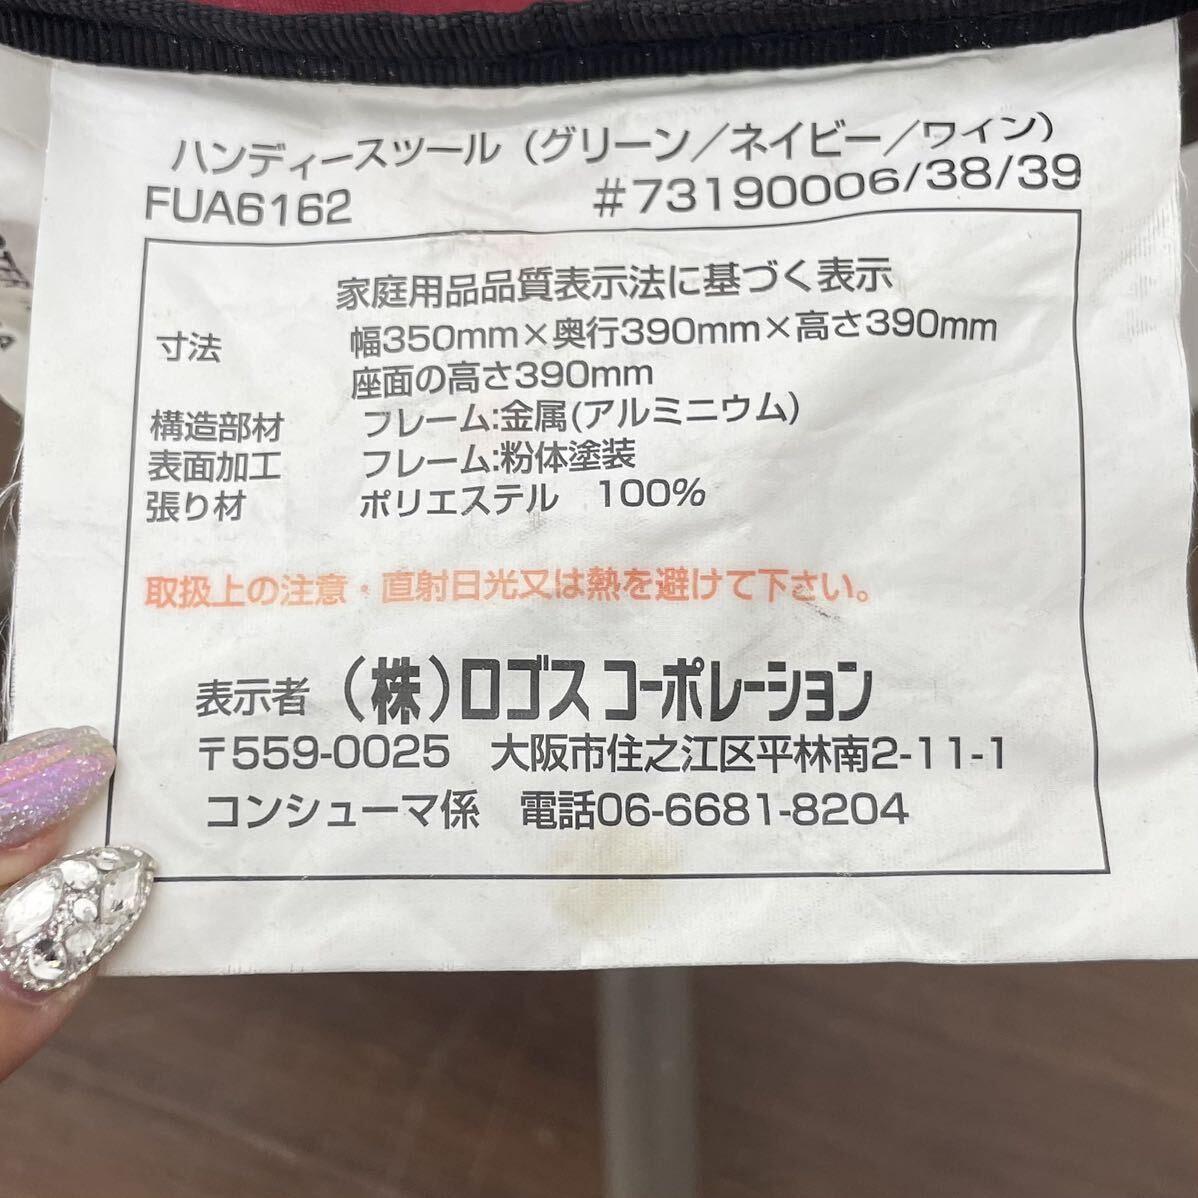 ハンディースツール（グリーン／ネイビー／ワイン）
FUA6162 #73190006/38/39
家庭用品品質表示法に基づく表示
寸法 幅350mm×奥行390mm×高さ390mm
座面の高さ390mm
構造部材 フレーム:金属(アルミニウム)
表面加工 フレーム:粉体塗装
張り材 ポリエステル 100%
取扱上の注意・直射日光又は熱を避けて下さい。
表示者 （株）ロゴス コーポレーション
〒559-0025 大阪市住之江区平林南2-11-1
コンシューマ係 電話06-6681-8204